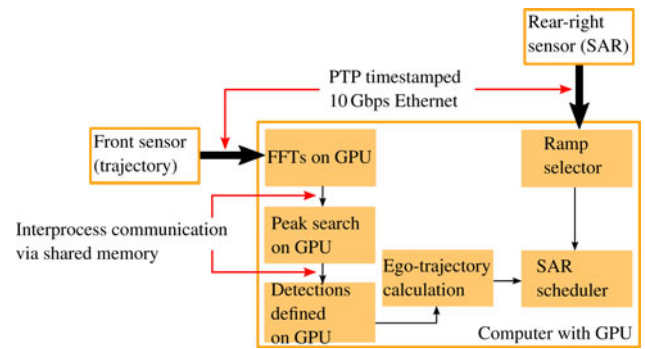 Rear-right
sensor (SAR)
PTP timestamped
10 Gbps Ethernet
Front sensor
(trajectory)
FFTs on GPU
Ramp
selector
Interprocess communication
via shared memory
Peak search
on GPU
Ego-trajectory
calculation
SAR
scheduler
Detections
defined
on GPU
Computer with GPU